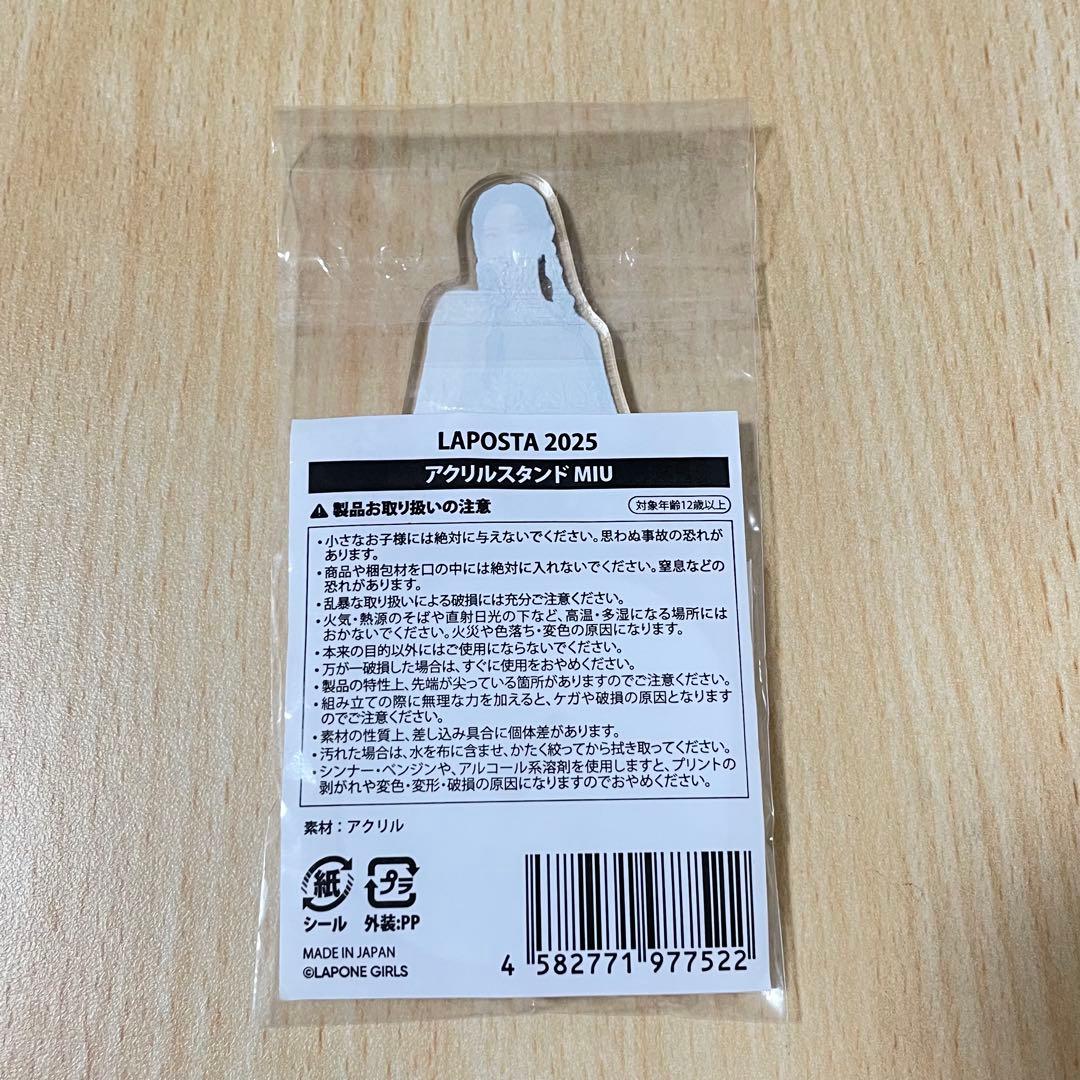 LAPOSTA 2025
アクリルスタンド MIU
⚠ 製品お取り扱いの注意
対象年齢12歳以上
・小さなお子様には絶対に与えないでください。思わぬ事故の恐れが
あります。
・商品や梱包材を口の中には絶対に入れないでください。窒息などの
恐れがあります。
・乱暴な取り扱いによる破損には充分ご注意ください。
・火気・熱源のそばや直射日光の下など、高温・多湿になる場所には
おかないでください。火災や色落ち・変色の原因になります。
・本来の目的以外にはご使用にならないでください。
・万が一破損した場合は、すぐに使用をおやめください。
・製品の特性上、先端が尖っている箇所がありますのでご注意ください。
・組み立ての際に無理な力を加えると、ケガや破損の原因となります
のでご注意ください。
・素材の性質上、差し込み具合に個体差があります。
・汚れた場合は、水を布に含ませ、かたく絞ってから拭き取ってください。
・シンナー・ベンジンや、アルコール系溶剤を使用しますと、プリントの
剥がれや変色・変形・破損の原因になりますのでおやめください。
素材：アクリル
紙 プラ
シール 外装:PP
MADE IN JAPAN
©LAPONE GIRLS
4 582771 977522